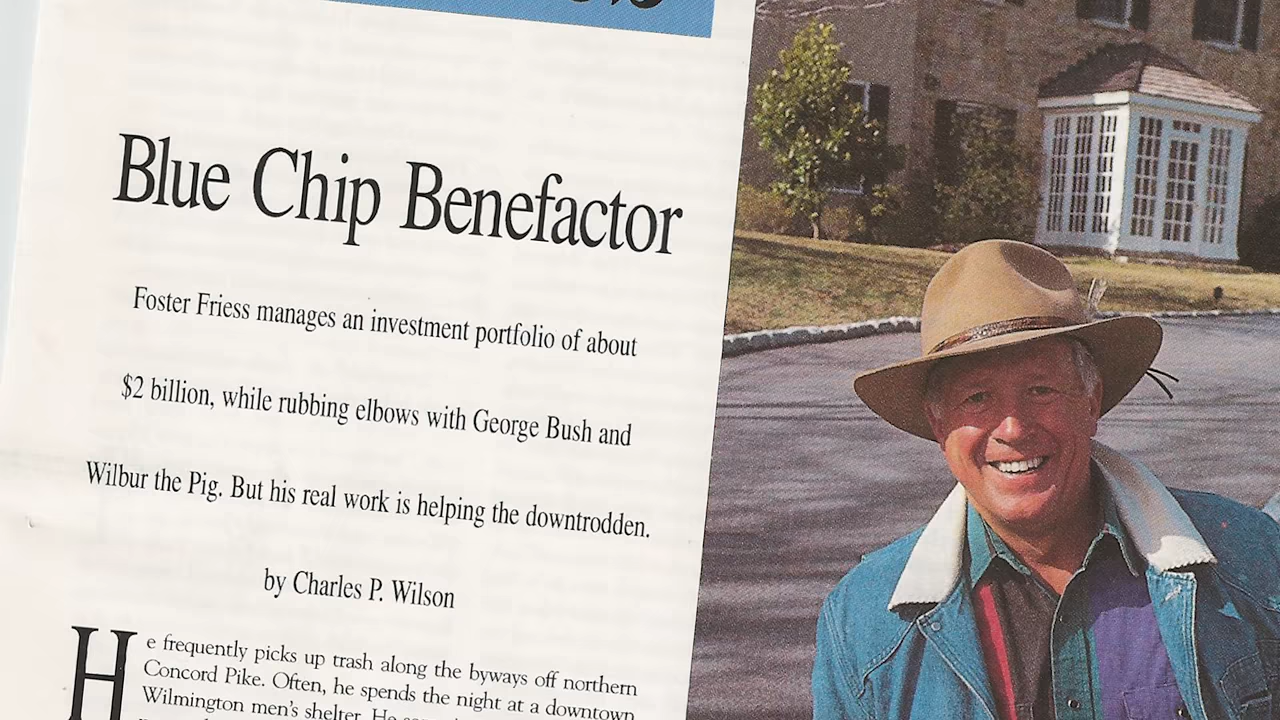 Blue Chip Benefactor
Foster Friess manages an investment portfolio of about
$2 billion, while rubbing elbows with George Bush and
Wilbur the Pig. But his real work is helping the downtrodden.
by Charles P. Wilson
He frequently picks up trash along the byways off northern
Concord Pike. Often, he spends the night at a downtown
Wilmington men's shelter. He